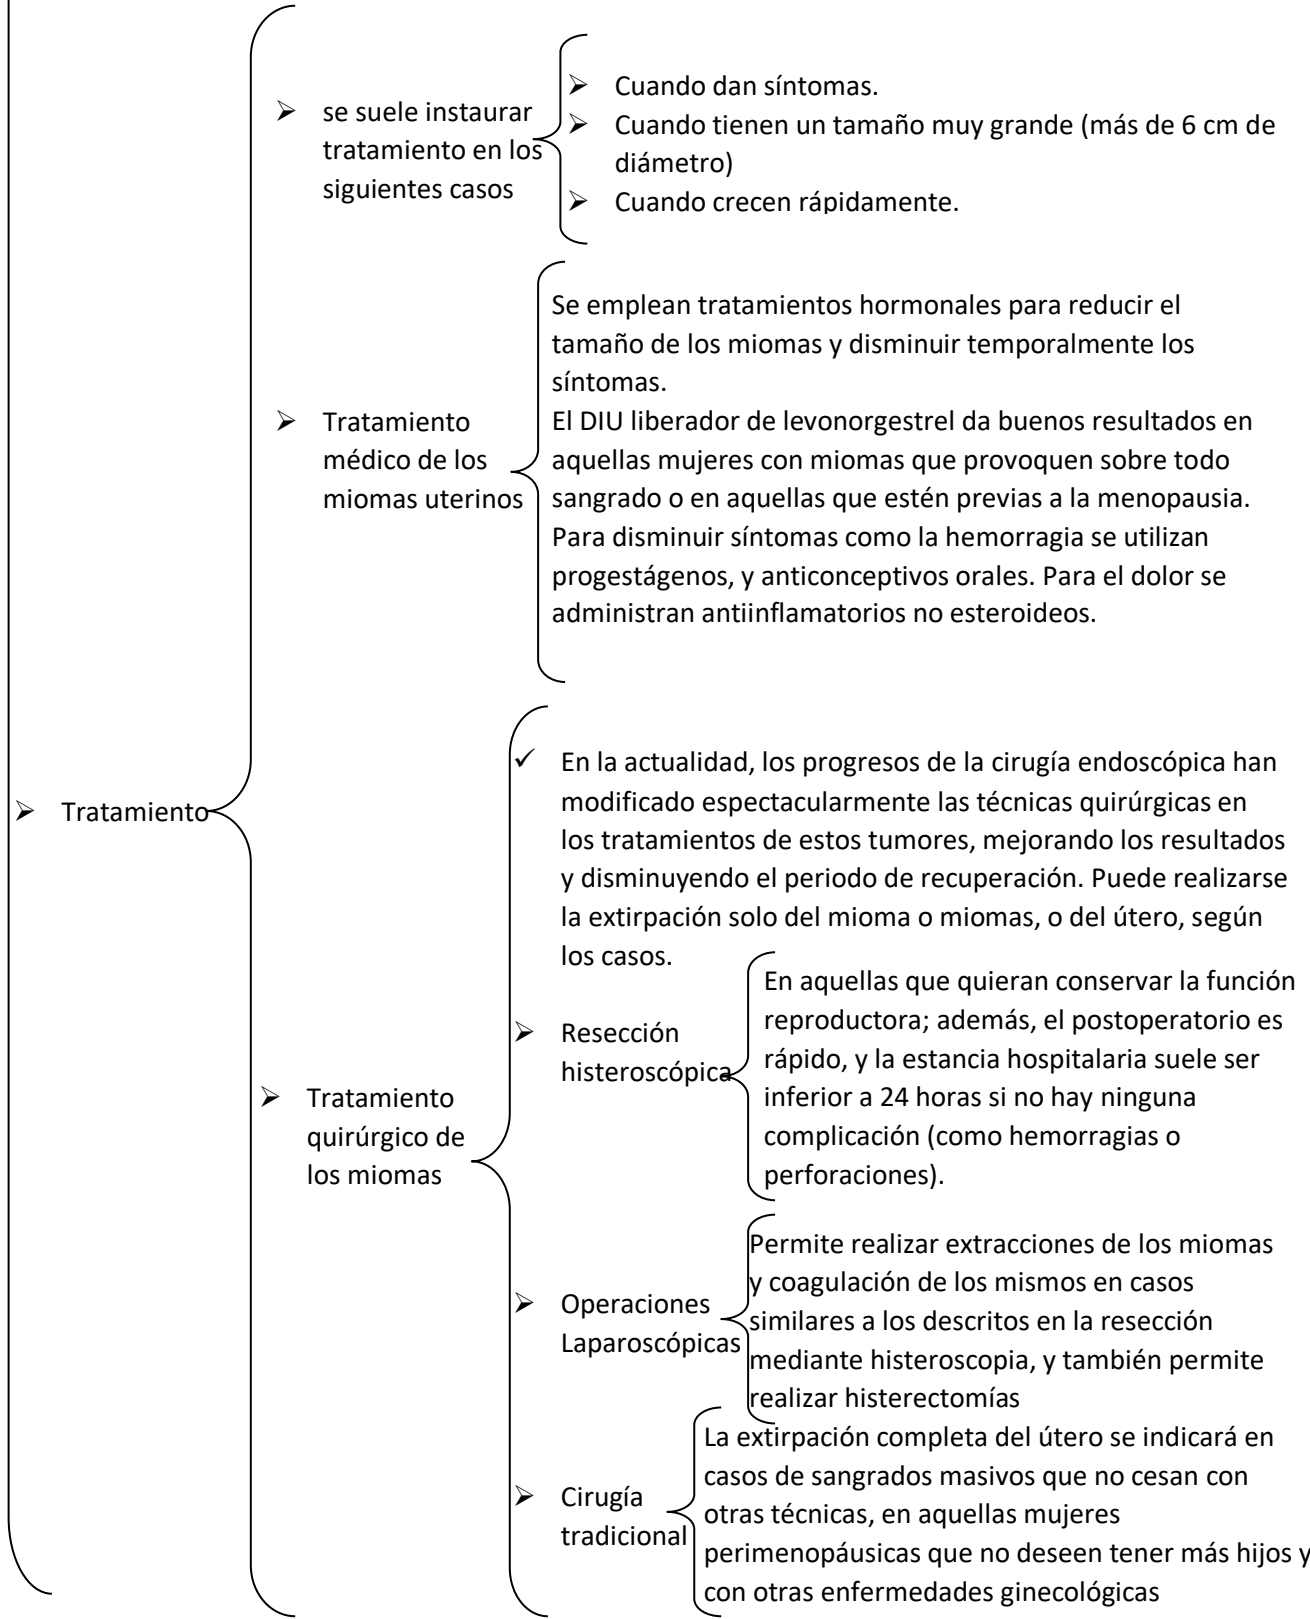 ➢ Tratamiento
➢ se suele instaurar
tratamiento en los
siguientes casos
➢ Cuando dan síntomas.
➢ Cuando tienen un tamaño muy grande (más de 6 cm de
diámetro)
➢ Cuando crecen rápidamente.
➢ Tratamiento
médico de los
miomas uterinos
Se emplean tratamientos hormonales para reducir el
tamaño de los miomas y disminuir temporalmente los
síntomas.
El DIU liberador de levonorgestrel da buenos resultados en
aquellas mujeres con miomas que provoquen sobre todo
sangrado o en aquellas que estén previas a la menopausia.
Para disminuir síntomas como la hemorragia se utilizan
progestágenos, y anticonceptivos orales. Para el dolor se
administran antiinflamatorios no esteroideos.
➢ Tratamiento
quirúrgico de
los miomas
✓ En la actualidad, los progresos de la cirugía endoscópica han
modificado espectacularmente las técnicas quirúrgicas en
los tratamientos de estos tumores, mejorando los resultados
y disminuyendo el periodo de recuperación. Puede realizarse
la extirpación solo del mioma o miomas, o del útero, según
los casos.
➢ Resección
histeroscópica
En aquellas que quieran conservar la función
reproductora; además, el postoperatorio es
rápido, y la estancia hospitalaria suele ser
inferior a 24 horas si no hay ninguna
complicación (como hemorragias o
perforaciones).
➢ Operaciones
Laparoscópicas
Permite realizar extracciones de los miomas
y coagulación de los mismos en casos
similares a los descritos en la resección
mediante histeroscopia, y también permite
realizar histerectomías
➢ Cirugía
tradicional
La extirpación completa del útero se indicará en
casos de sangrados masivos que no cesan con
otras técnicas, en aquellas mujeres
perimenopáusicas que no deseen tener más hijos y
con otras enfermedades ginecológicas